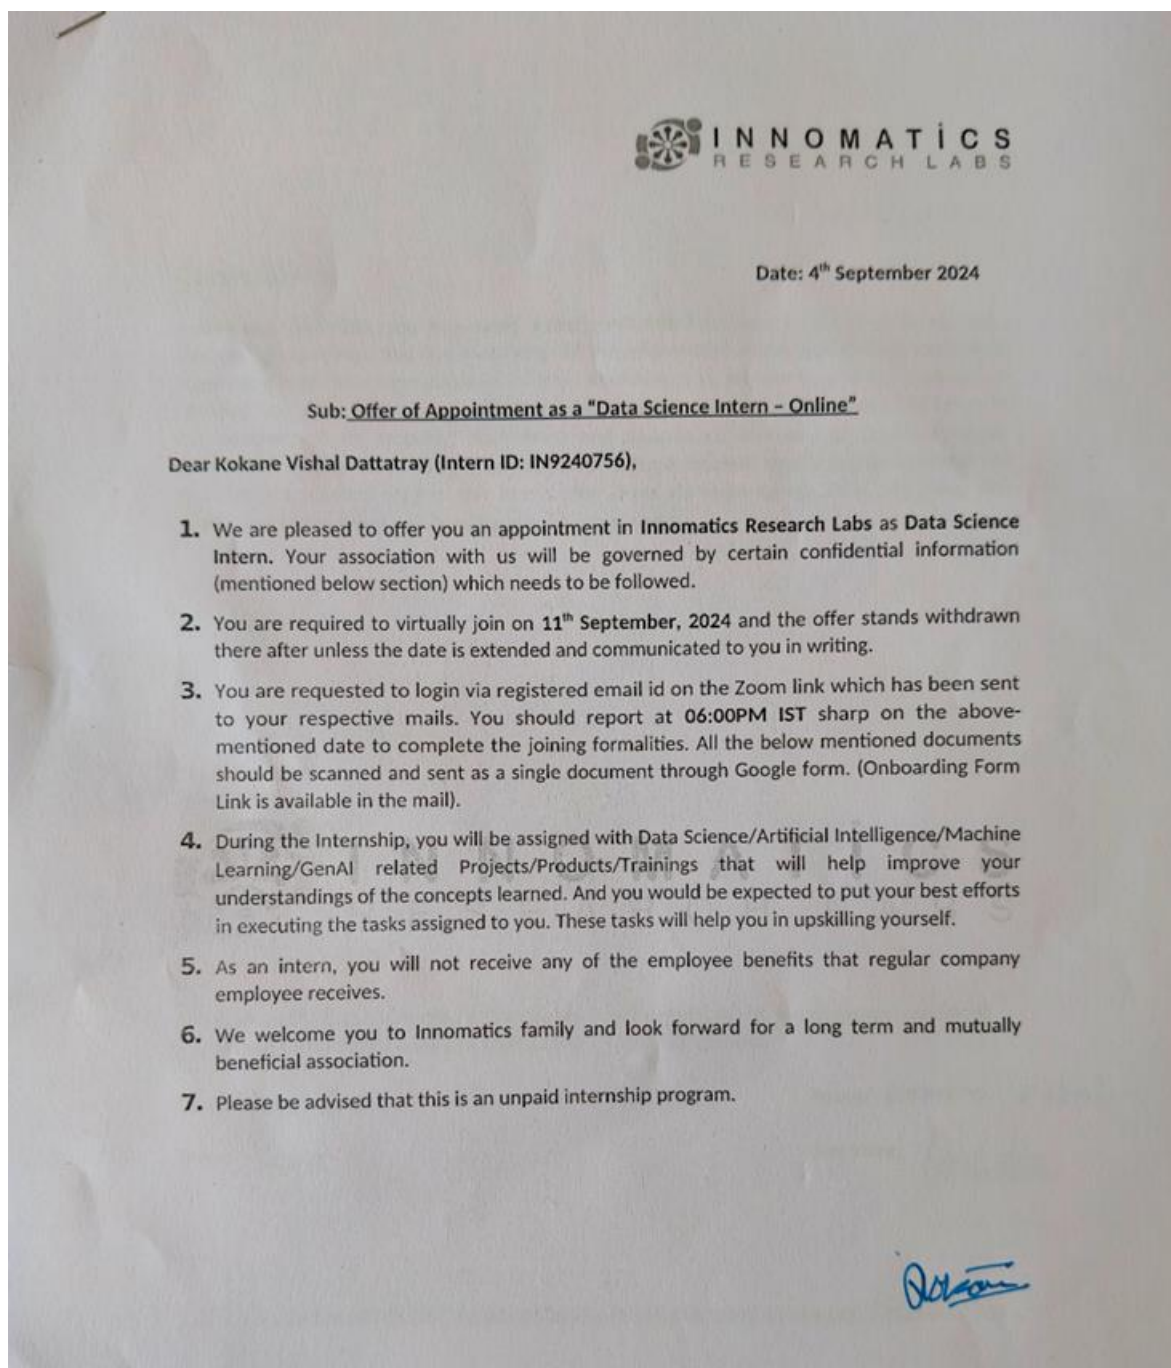 INNOMATİCS
RESEARCH LABS
Date: 4th September 2024
Sub: Offer of Appointment as a “Data Science Intern – Online”
Dear Kokane Vishal Dattatray (Intern ID: IN9240756),
1. We are pleased to offer you an appointment in Innomatics Research Labs as Data Science
Intern. Your association with us will be governed by certain confidential information
(mentioned below section) which needs to be followed.
2. You are required to virtually join on 11th September, 2024 and the offer stands withdrawn
there after unless the date is extended and communicated to you in writing.
3. You are requested to login via registered email id on the Zoom link which has been sent
to your respective mails. You should report at 06:00PM IST sharp on the above-
mentioned date to complete the joining formalities. All the below mentioned documents
should be scanned and sent as a single document through Google form. (Onboarding Form
Link is available in the mail).
4. During the Internship, you will be assigned with Data Science/Artificial Intelligence/Machine
Learning/GenAI related Projects/Products/Trainings that will help improve your
understandings of the concepts learned. And you would be expected to put your best efforts
in executing the tasks assigned to you. These tasks will help you in upskilling yourself.
5. As an intern, you will not receive any of the employee benefits that regular company
employee receives.
6. We welcome you to Innomatics family and look forward for a long term and mutually
beneficial association.
7. Please be advised that this is an unpaid internship program.